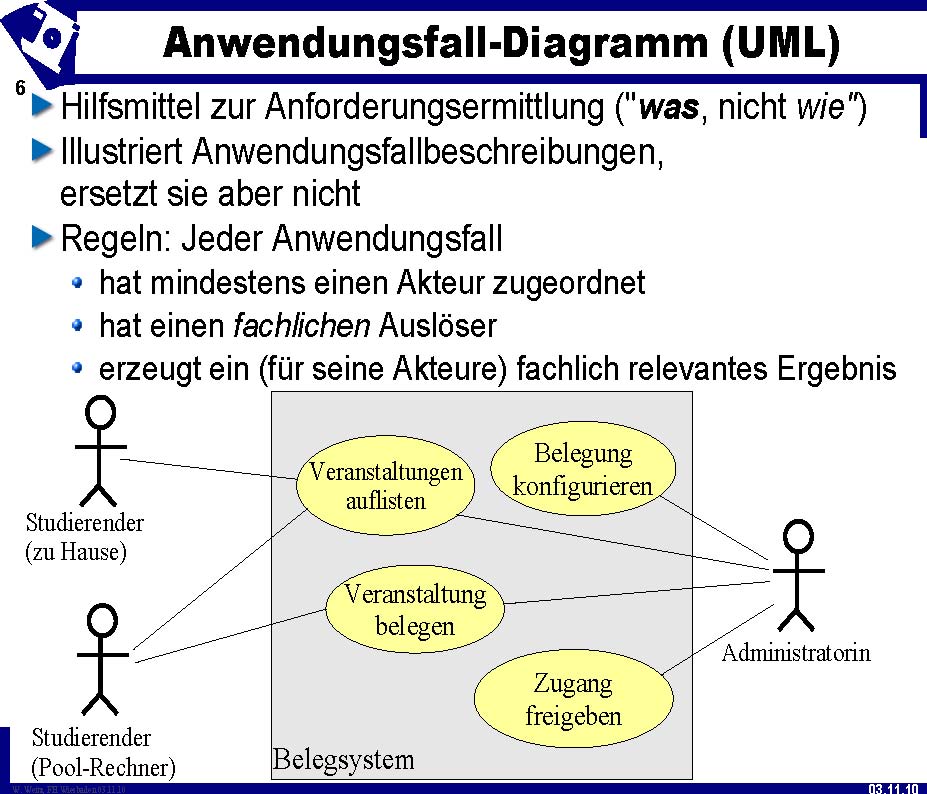 Anwendungsfall-Diagramm (UML)
6
Hilfsmittel zur Anforderungsermittlung ("was, nicht wie")
Illustriert Anwendungsfallbeschreibungen,
ersetzt sie aber nicht
Regeln: Jeder Anwendungsfall
hat mindestens einen Akteur zugeordnet
hat einen fachlichen Auslöser
erzeugt ein (für seine Akteure) fachlich relevantes Ergebnis
Studierender
(zu Hause)
Veranstaltungen
auflisten
Belegung
konfigurieren
Veranstaltung
belegen
Administratorin
Zugang
freigeben
Studierender
(Pool-Rechner)
Belegsystem
W. Weitz, FH Wiesbaden 03.11.10
03.11.10